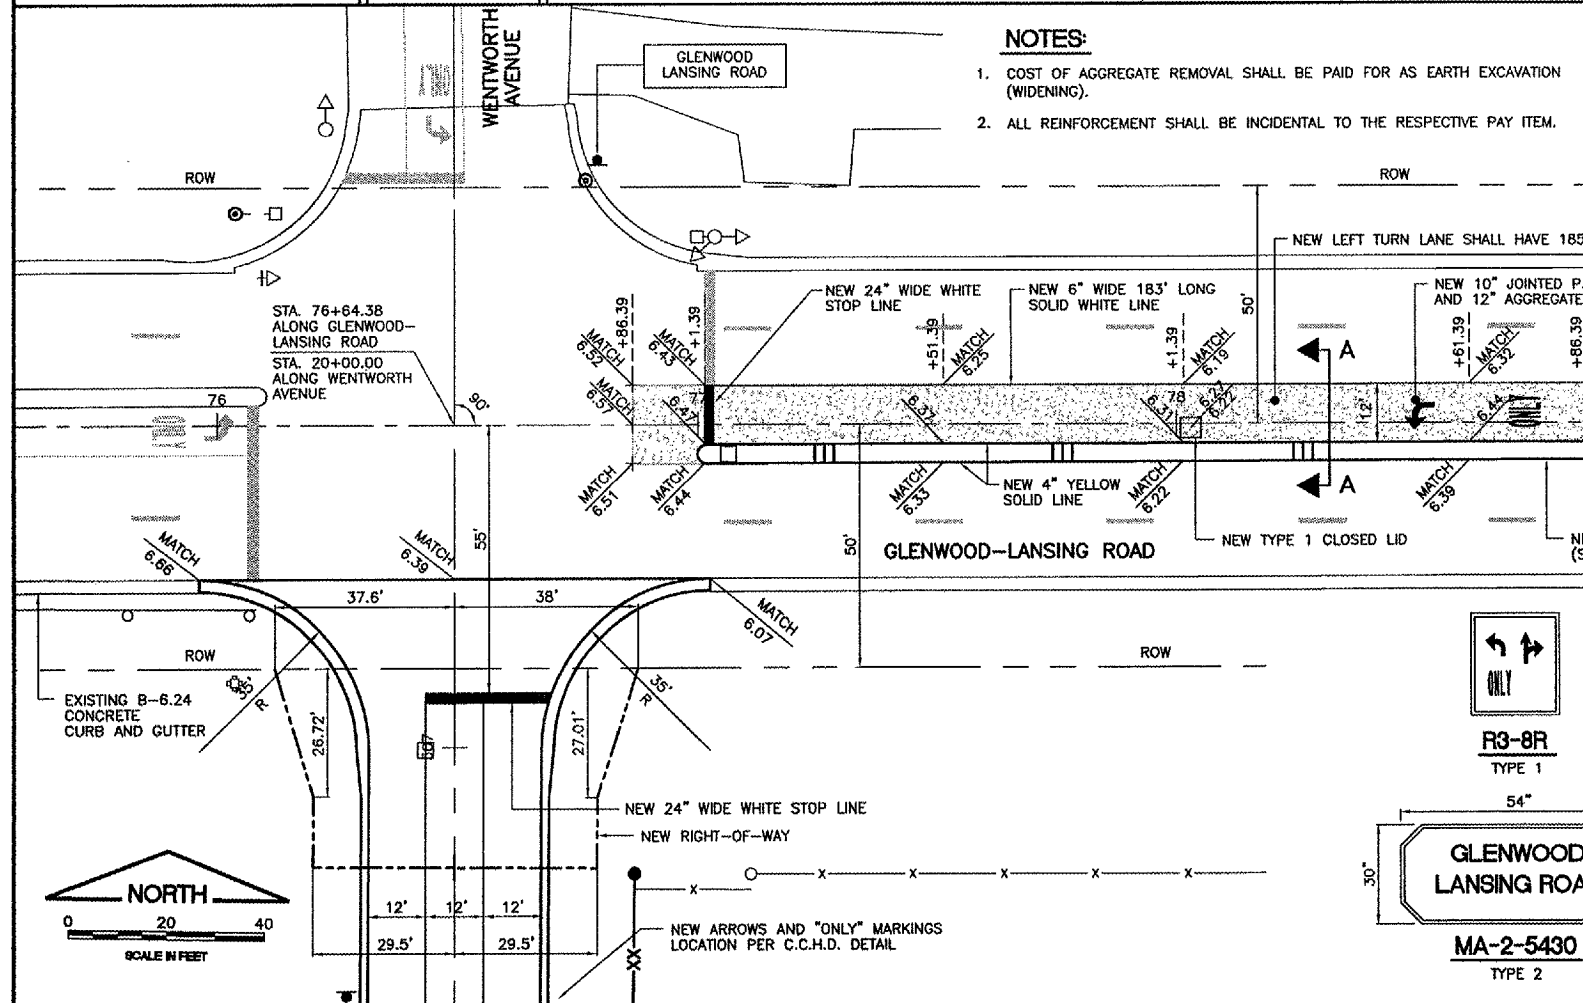 WENTWORTH
AVENUE
GLENWOOD
LANSING ROAD
NOTES:
1. COST OF AGGREGATE REMOVAL SHALL BE PAID FOR AS EARTH EXCAVATION
(WIDENING).
2. ALL REINFORCEMENT SHALL BE INCIDENTAL TO THE RESPECTIVE PAY ITEM.
ROW
ROW
NEW LEFT TURN LANE SHALL HAVE 185
50'
NEW 24" WIDE WHITE
STOP LINE
NEW 6" WIDE 183' LONG
SOLID WHITE LINE
NEW 10" JOINTED P.
AND 12" AGGREGATE
STA. 76+64.38
ALONG GLENWOOD-
LANSING ROAD
STA. 20+00.00
ALONG WENTWORTH
AVENUE
+86.39
+1.39
+51.39
+1.39
+61.39
+86.39
MATCH
6.52
MATCH
6.43
MATCH
6.25
MATCH
6.19
MATCH
6.32
A
76
90'
MATCH
6.57
6.47
77
6.37
6.31
78
6.27
6.22
12'
6.44
ONLY
MATCH
6.51
MATCH
6.44
MATCH
6.33
NEW 4" YELLOW
SOLID LINE
MATCH
6.22
A
MATCH
6.39
55'
50'
GLENWOOD-LANSING ROAD
NEW TYPE 1 CLOSED LID
MATCH
6.66
MATCH
6.39
37.6'
38'
MATCH
6.07
ROW
ROW
EXISTING B-6.24
CONCRETE
CURB AND GUTTER
35'
R
35'
R
26.72'
27.01'
ONLY
R3-8R
TYPE 1
NEW 24" WIDE WHITE STOP LINE
NEW RIGHT-OF-WAY
54"
30"
GLENWOOD
LANSING ROA
MA-2-5430
TYPE 2
NORTH
0 20 40
SCALE IN FEET
12' 12' 12'
29.5' 29.5'
X X X X X X
XX
NEW ARROWS AND "ONLY" MARKINGS
LOCATION PER C.C.H.D. DETAIL